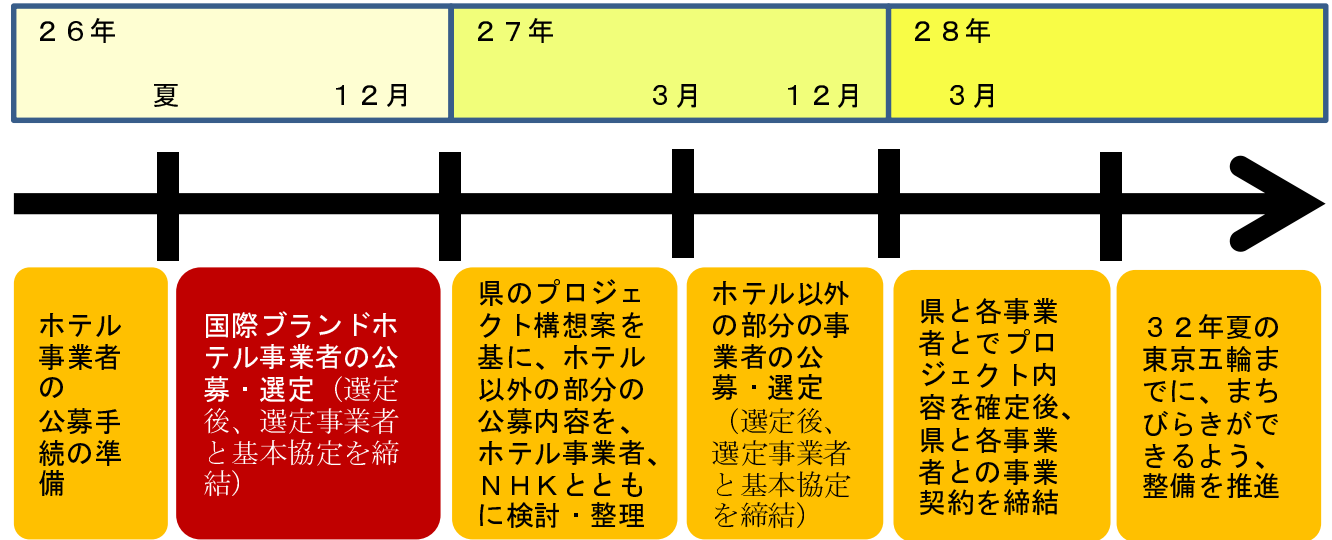 ２６年
夏　１２月
２７年
３月　１２月
２８年
３月
ホテル
事業者
の
公募手
続の準
備
国際ブランドホ
テル事業者の公
募・選定（選定
後、選定事業者
と基本協定を締
結）
県のプロジェ
クト構想案を
基に、ホテル
以外の部分の
公募内容を、
ホテル事業者、
ＮＨＫととも
に検討・整理
ホテル以外
の部分の事
業者の公
募・選定
（選定後、
選定事業者
と基本協定
を締結）
県と各事業
者とでプロ
ジェクト内
容を確定後、
県と各事業
者との事業
契約を締結
３２年夏の
東京五輪ま
でに、まち
びらきがで
きるよう、
整備を推進